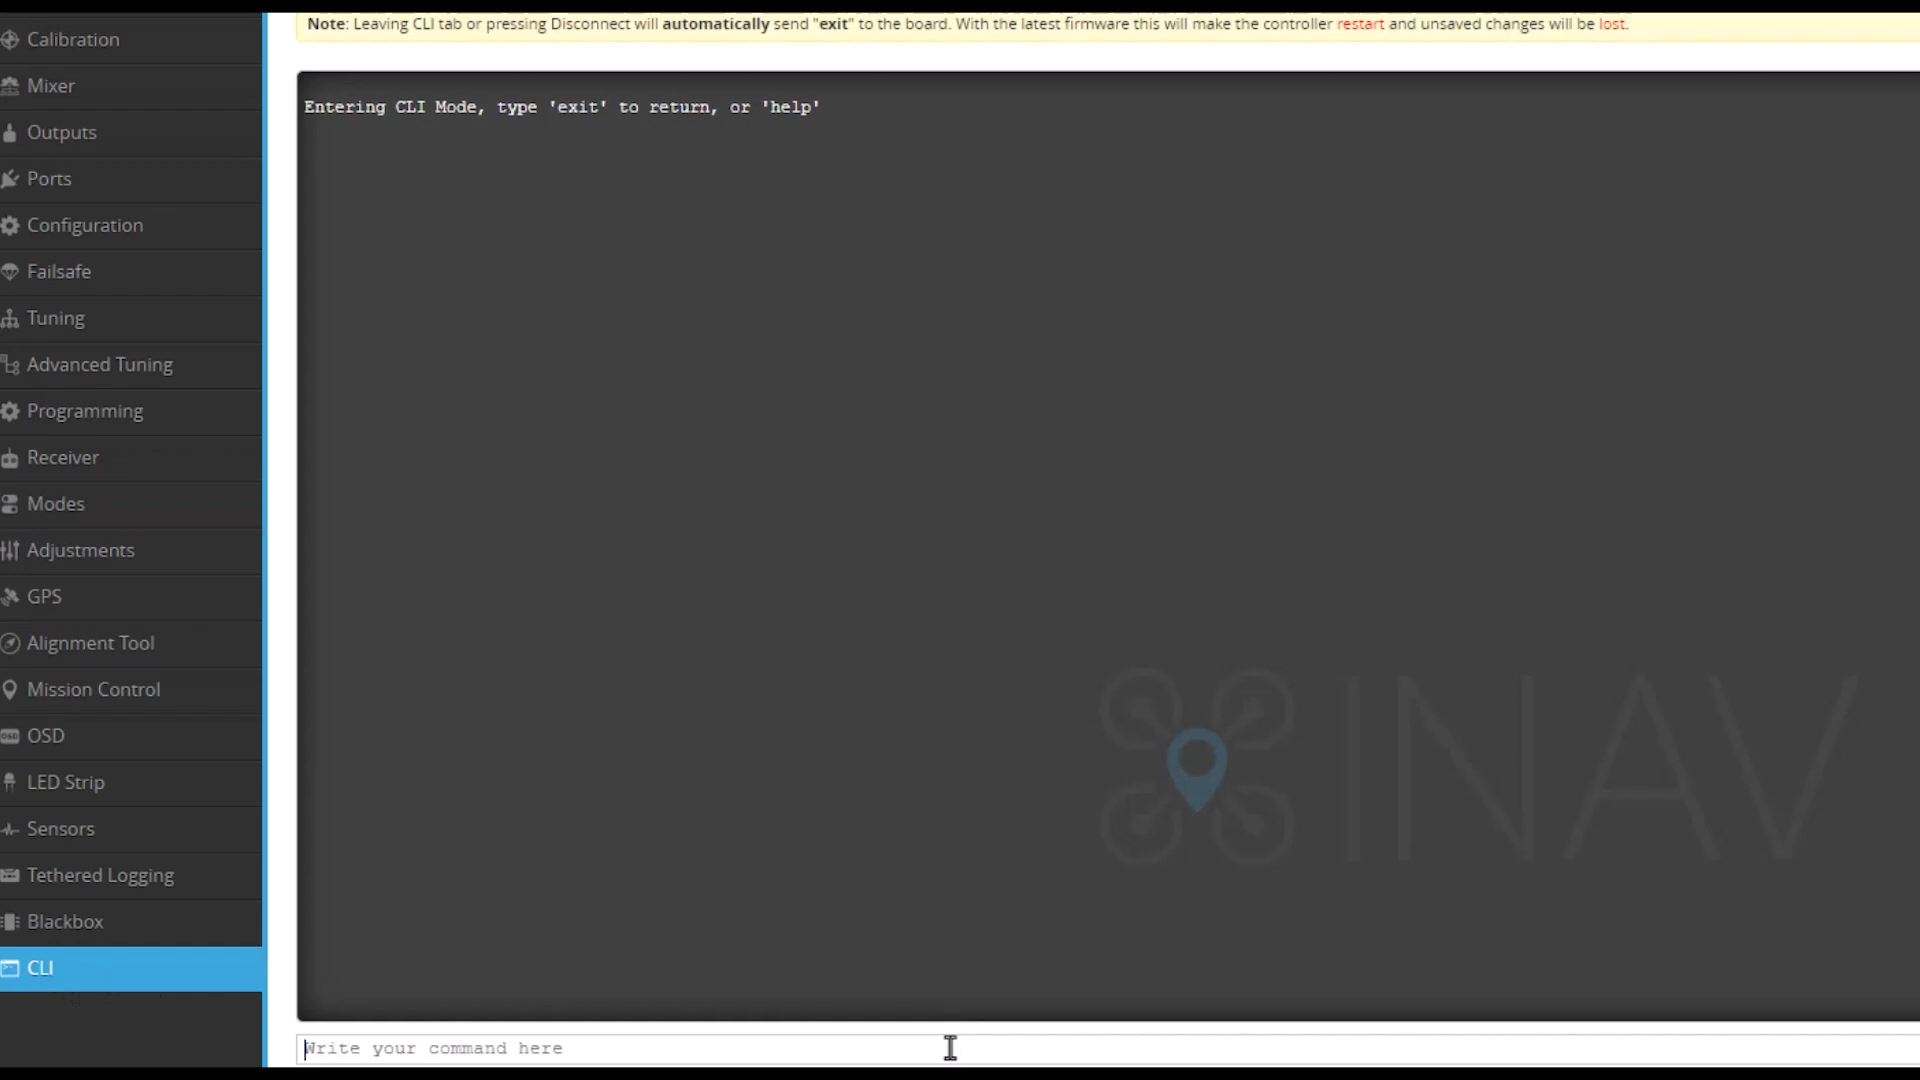 Note: Leaving CLI tab or pressing Disconnect will automatically send "exit" to the board. With the latest firmware this will make the controller restart and unsaved changes will be lost.
Calibration
Mixer
Outputs
Ports
Configuration
Failsafe
Tuning
Advanced Tuning
Programming
Receiver
Modes
Adjustments
GPS
Alignment Tool
Mission Control
OSD
LED Strip
Sensors
Tethered Logging
Blackbox
CLI
Entering CLI Mode, type 'exit' to return, or 'help'
INAV
Write your command here